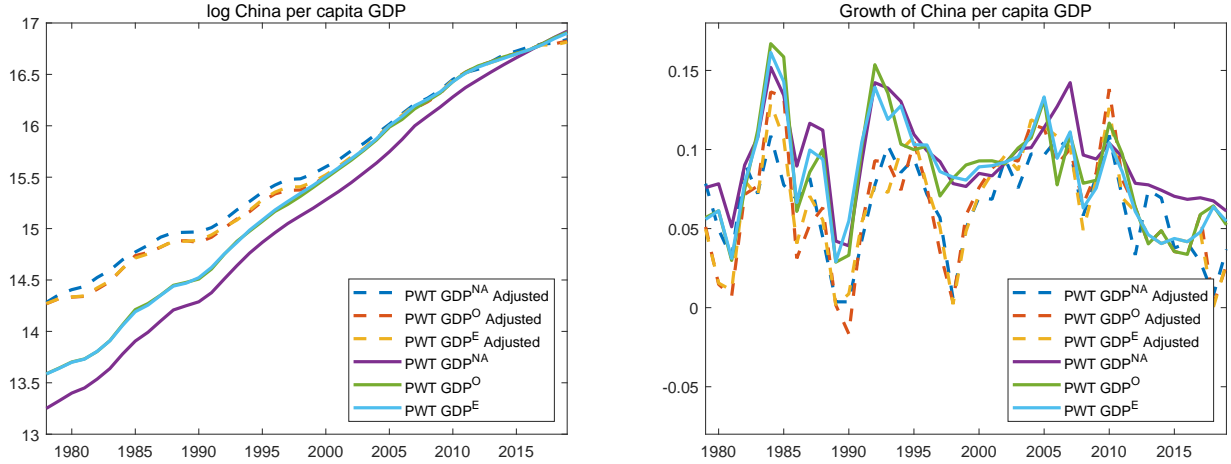 log China per capita GDP
17
16.5
16
15.5
15
14.5
14
13.5
13
1980 1985 1990 1995 2000 2005 2010 2015
PWT GDP^NA Adjusted
PWT GDP^O Adjusted
PWT GDP^E Adjusted
PWT GDP^NA
PWT GDP^O
PWT GDP^E
Growth of China per capita GDP
0.15
0.1
0.05
0
-0.05
1980 1985 1990 1995 2000 2005 2010 2015
PWT GDP^NA Adjusted
PWT GDP^O Adjusted
PWT GDP^E Adjusted
PWT GDP^NA
PWT GDP^O
PWT GDP^E